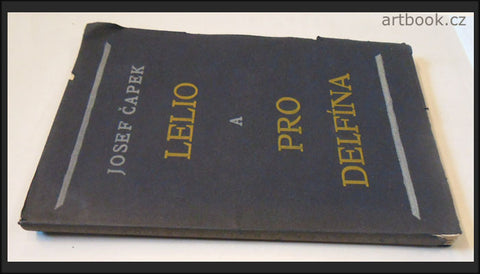 artbook.cz
JOSEF ČAPEK
LELIO
A
PRO
DELFÍNA